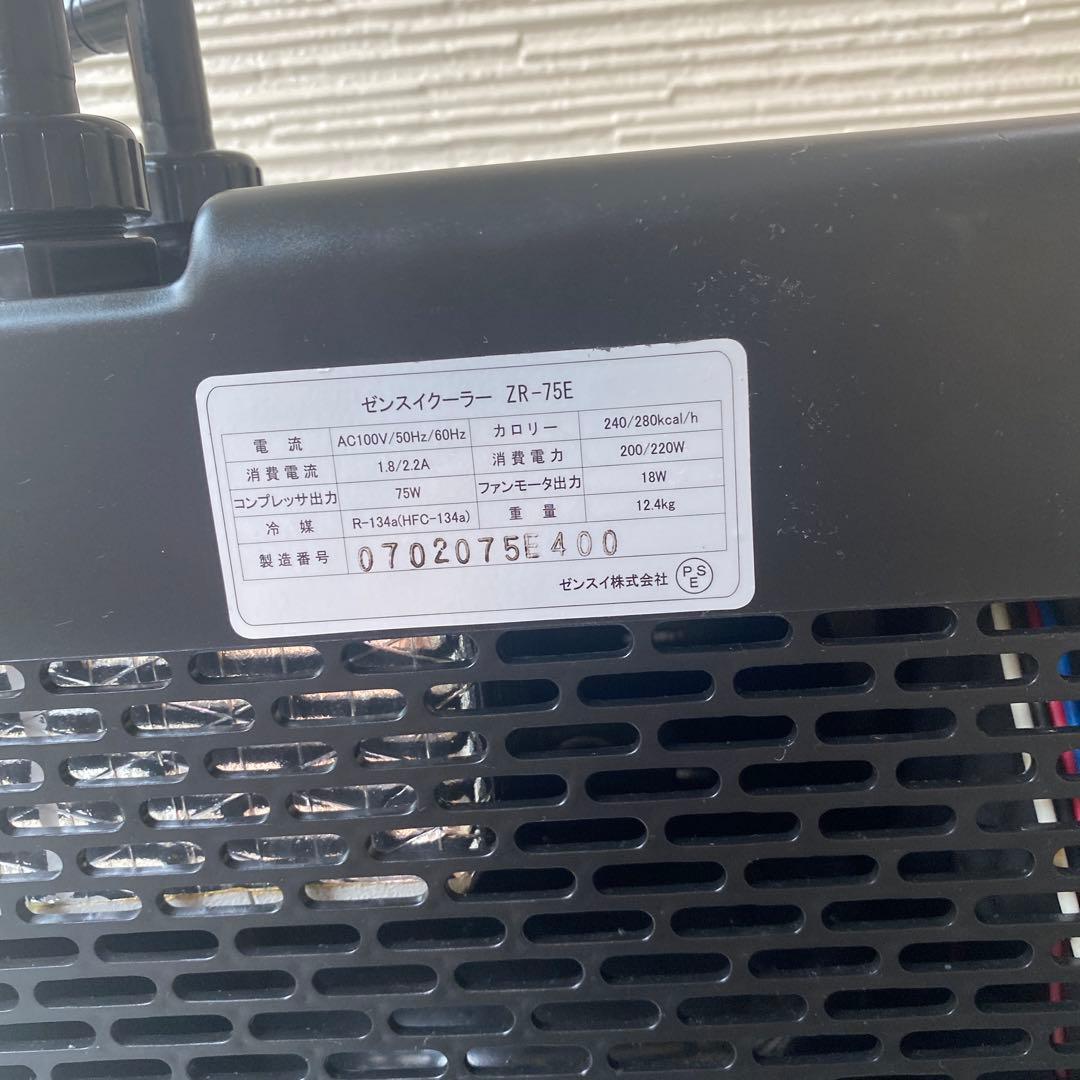 ゼンスイクーラー ZR-75E
電 流 AC100V/50Hz/60Hz カロリー 240/280kcal/h
消費電流 1.8/2.2A 消費電力 200/220W
コンプレッサ出力 75W ファンモータ出力 18W
冷 媒 R-134a(HFC-134a) 重 量 12.4kg
製造番号 0702075E400
ゼンスイ株式会社 PSE